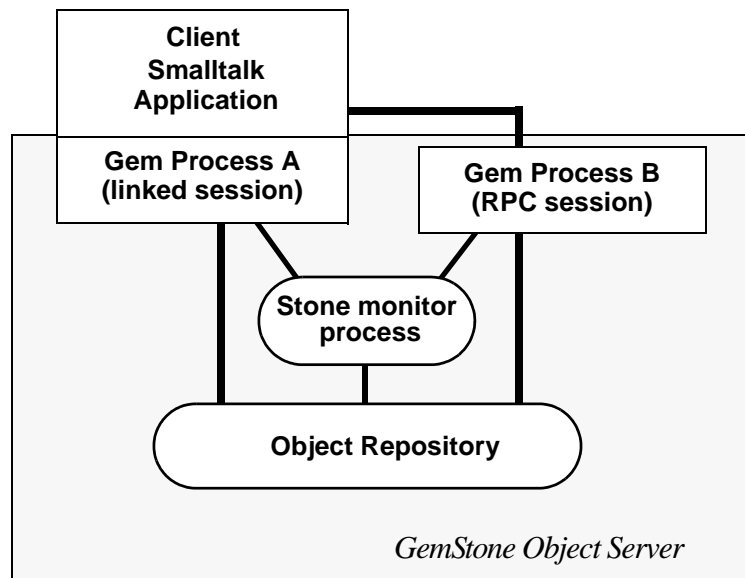 Client
Smalltalk
Application
Gem Process A
(linked session)
Gem Process B
(RPC session)
Stone monitor
process
Object Repository
GemStone Object Server